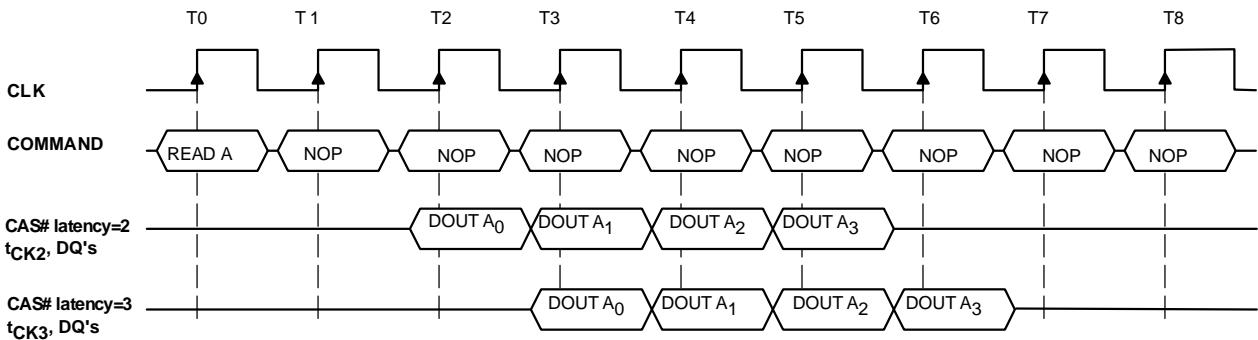 T0 T 1 T2 T3 T4 T5 T6 T7 T8
CLK
COMMAND READ A NOP NOP NOP NOP NOP NOP NOP NOP
CAS# latency=2 DOUT A0 DOUT A1 DOUT A2 DOUT A3
tCK2, DQ's
CAS# latency=3 DOUT A0 DOUT A1 DOUT A2 DOUT A3
tCK3, DQ's